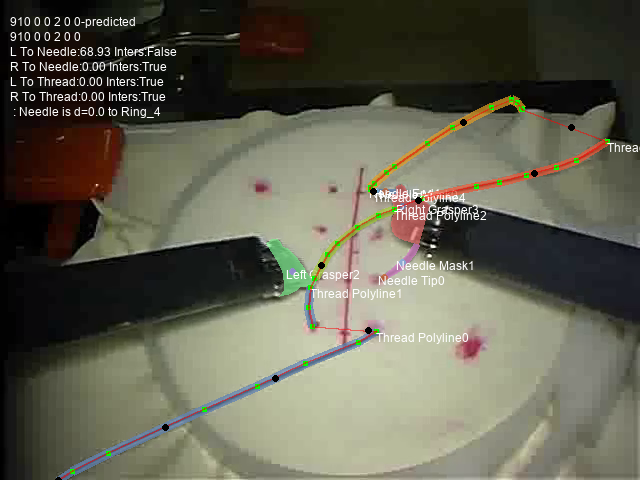 910 0 0 2 0 0-predicted
910 0 0 2 0 0
L To Needle:68.93 Inters:False
R To Needle:0.00 Inters:True
L To Thread:0.00 Inters:True
R To Thread:0.00 Inters:True
: Needle is d=0.0 to Ring_4
Thread
Polyline4
Right Grasper3
Thread Polyline2
Needle Mask1
Left Grasper2
Needle Tip0
Thread Polyline1
Thread Polyline0